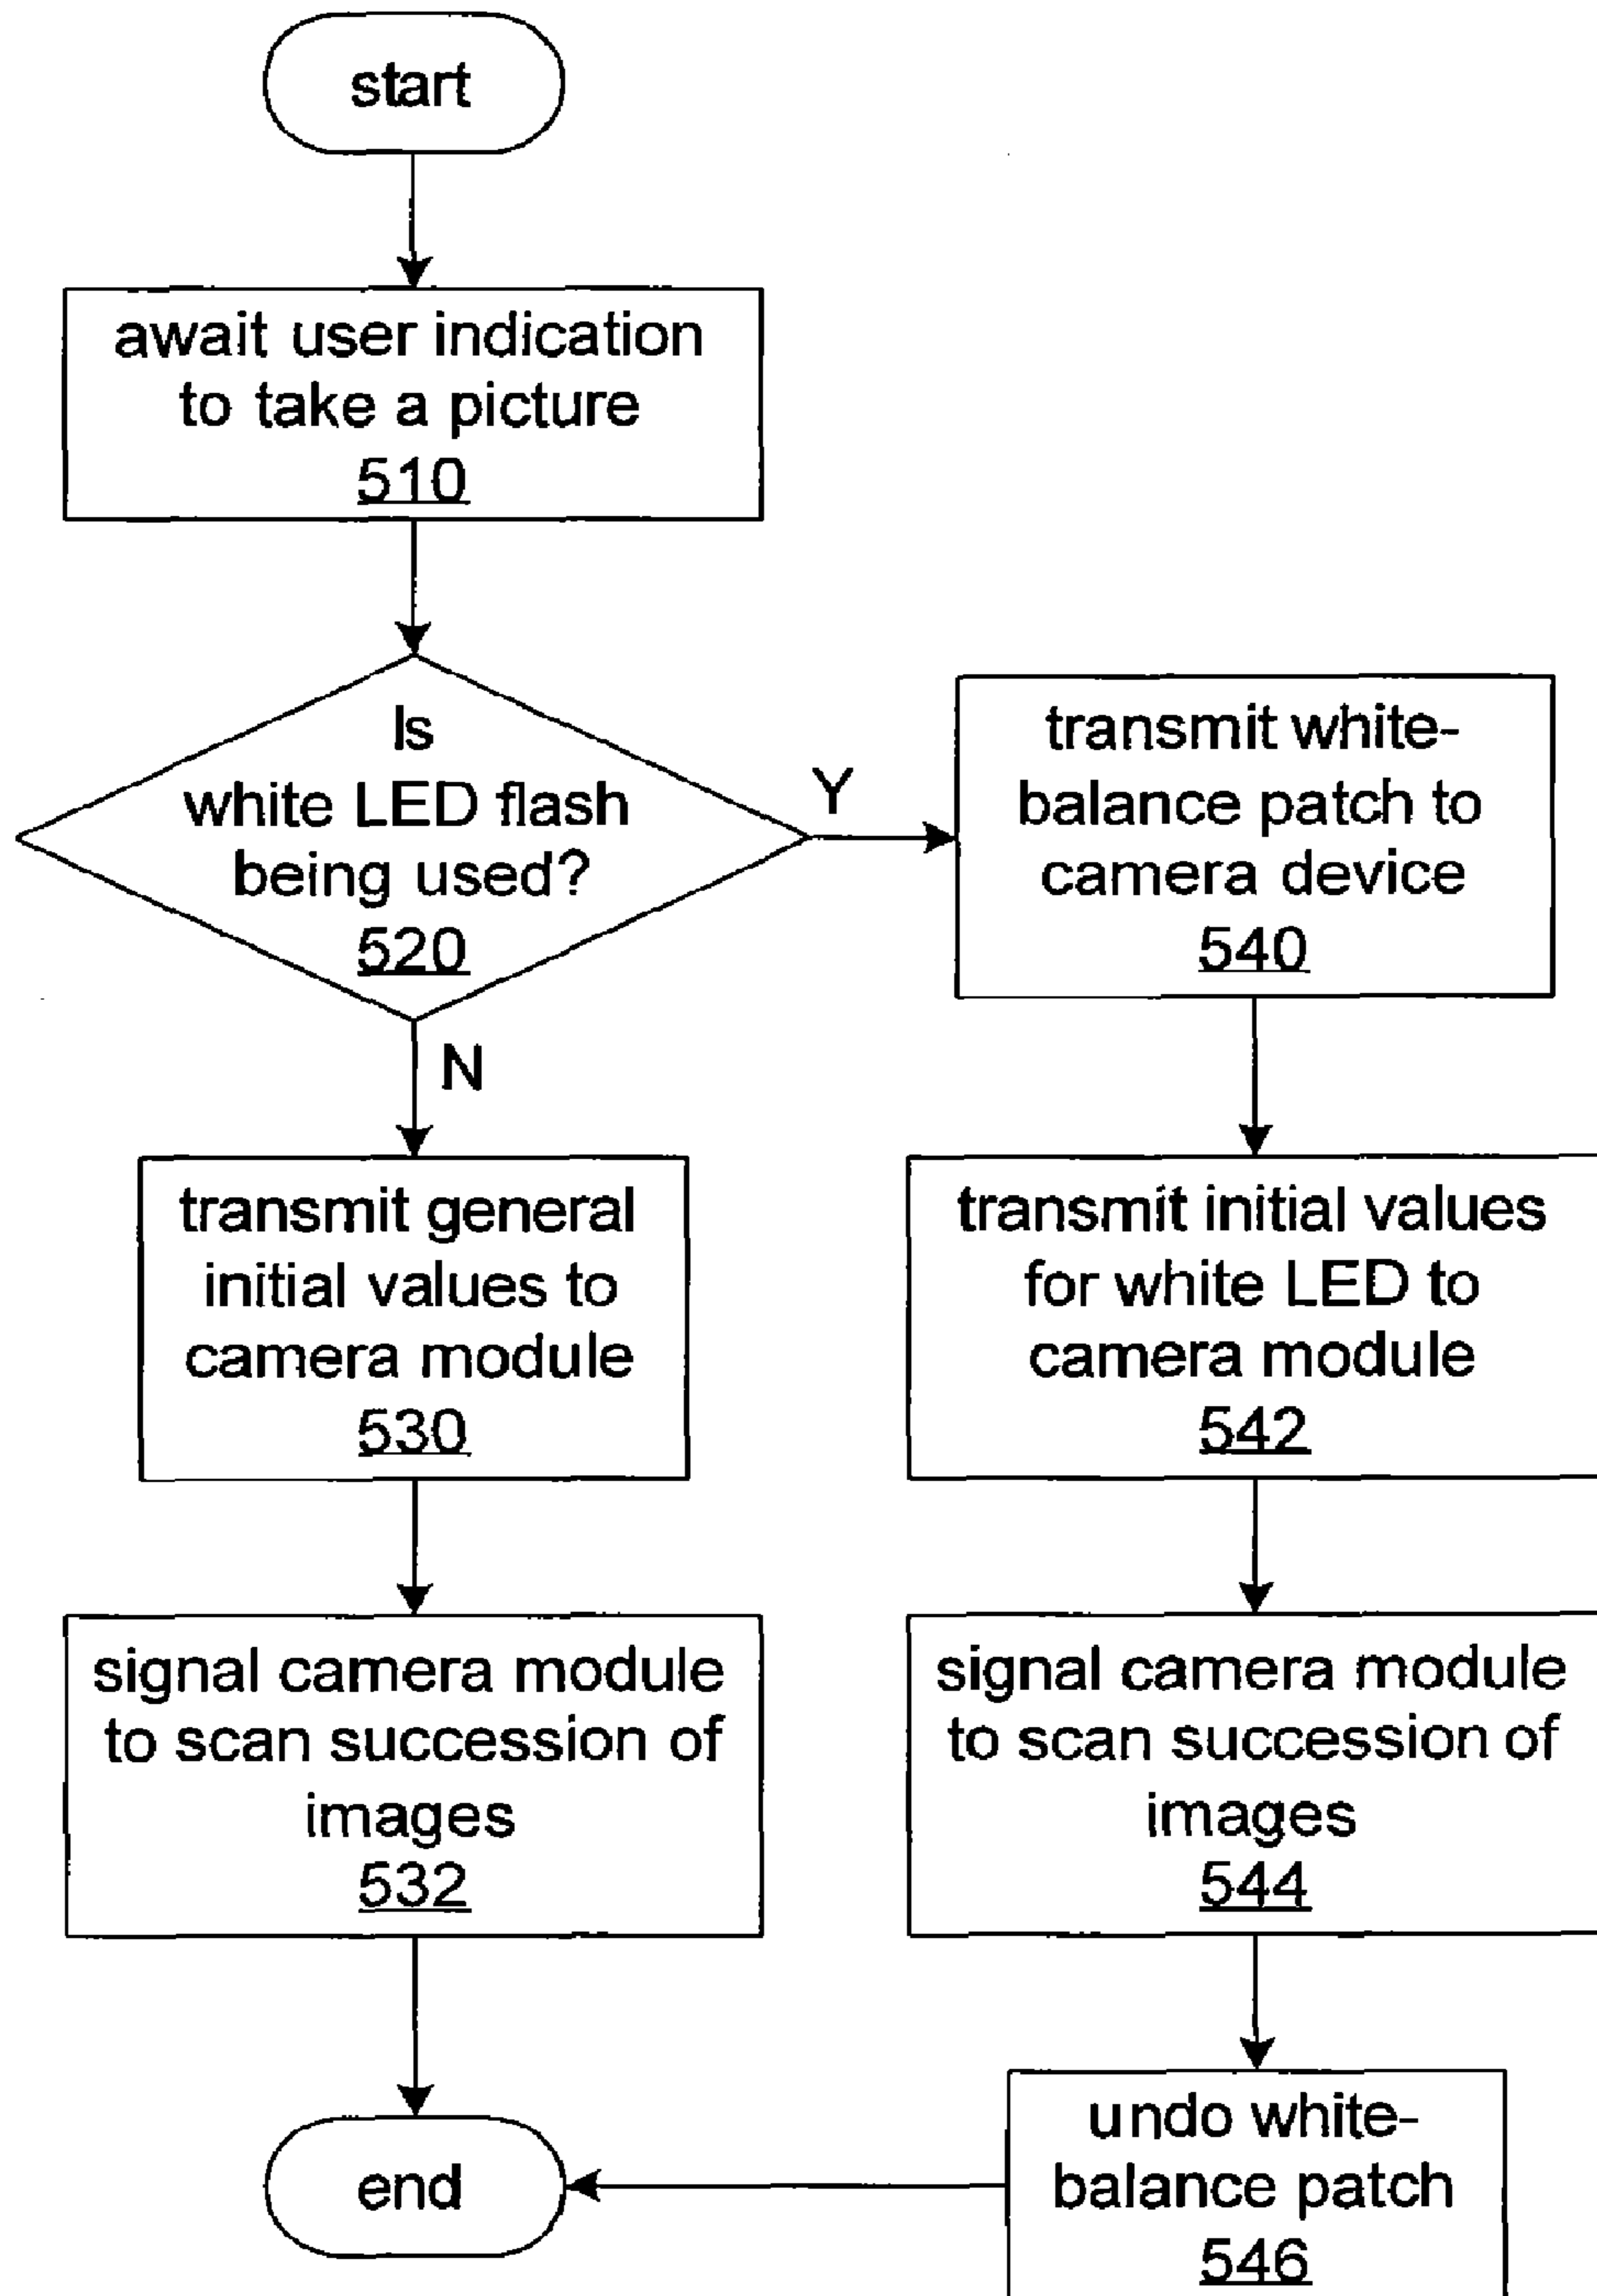 start
await user indication
to take a picture
510
Is
white LED flash
being used?
520
Y
N
transmit white-
balance patch to
camera device
540
transmit general
initial values to
camera module
530
transmit initial values
for white LED to
camera module
542
signal camera module
to scan succession of
images
532
signal camera module
to scan succession of
images
544
undo white-
balance patch
546
end